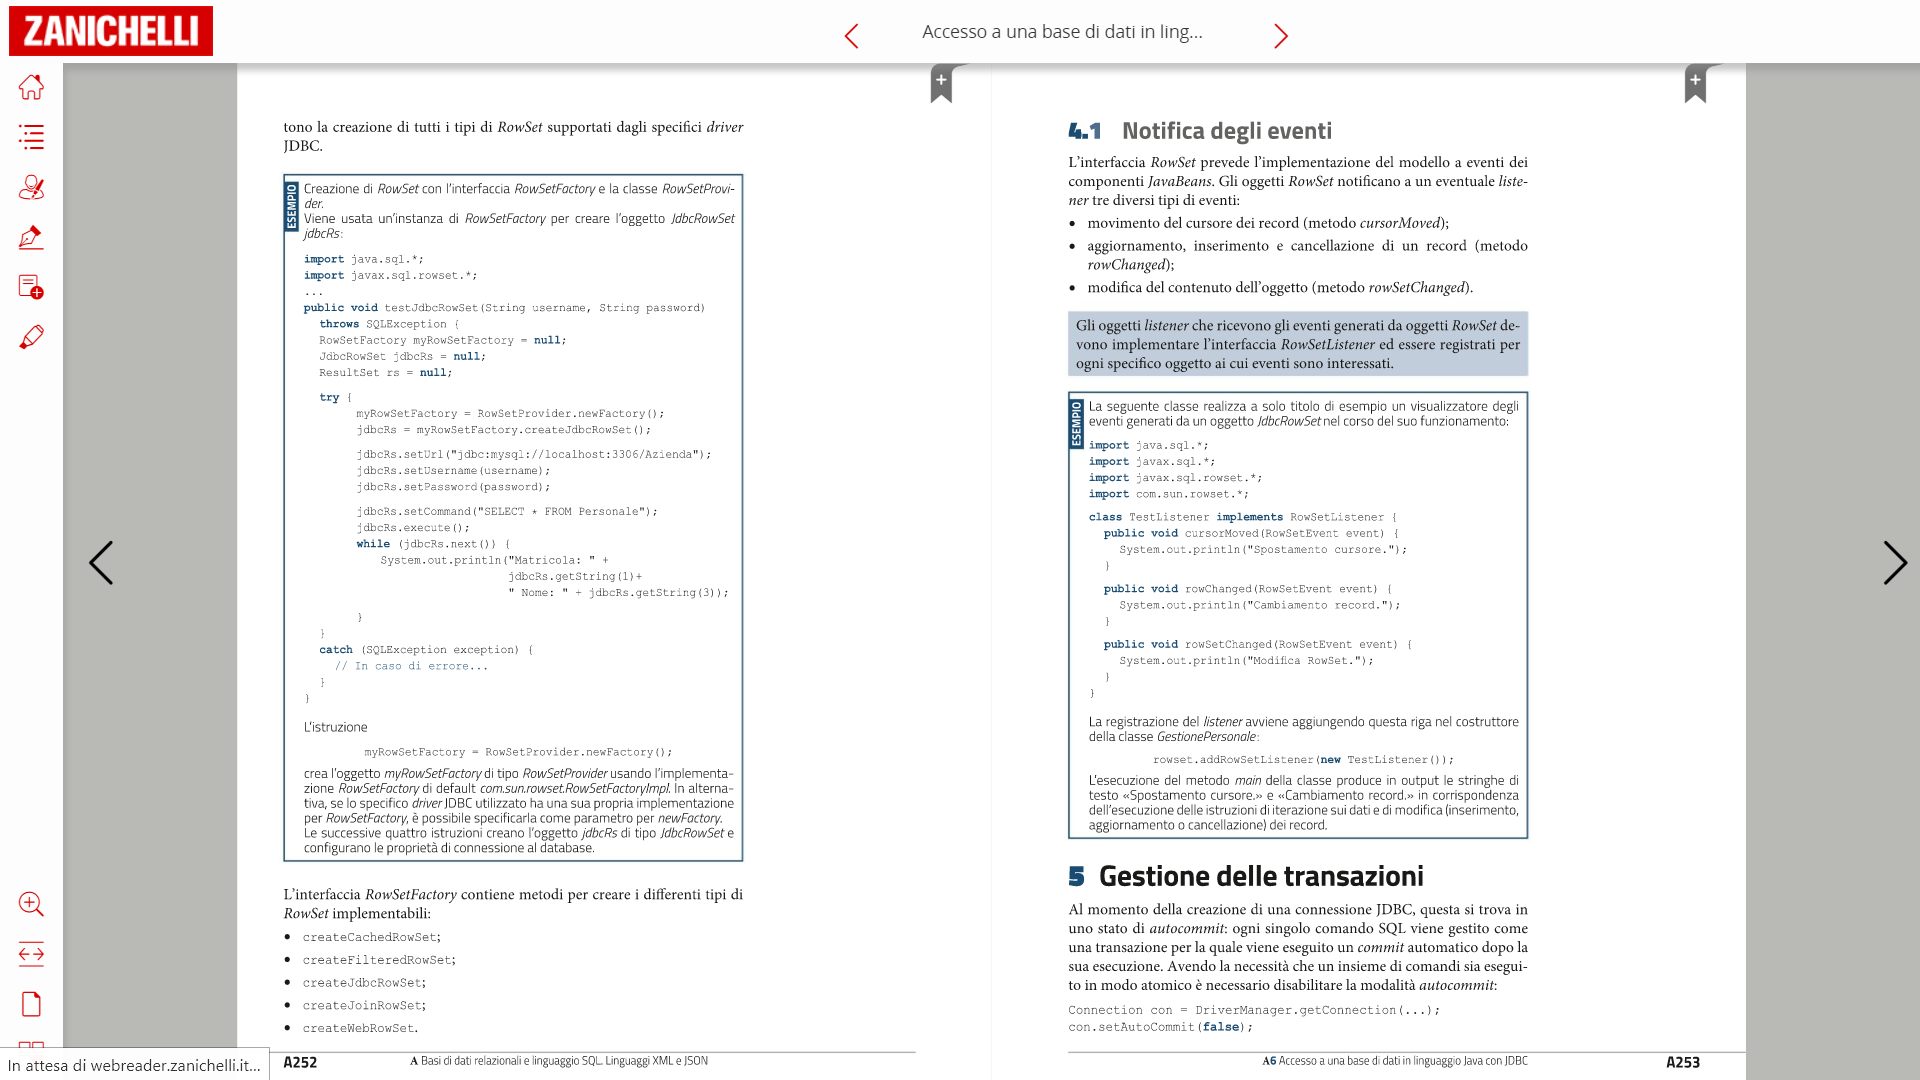 ZANICHELLI
Accesso a una base di dati in ling...
tono la creazione di tutti i tipi di RowSet supportati dagli specifici driver
JDBC.
ESEMPIO
Creazione di RowSet con l'interfaccia RowSetFactory e la classe RowSetProvi-
der.
Viene usata un'instanza di RowSetFactory per creare l'oggetto JdbcRowSet
jdbcRs:
import java.sql.*;
import javax.sql.rowset.*;
...
public void testJdbcRowSet(String username, String password)
throws SQLException {
RowSetFactory myRowSetFactory = null;
JdbcRowSet jdbcRs = null;
ResultSet rs = null;
try {
myRowSetFactory = RowSetProvider.newFactory();
jdbcRs = myRowSetFactory.createJdbcRowSet();
jdbcRs.setUrl("jdbc:mysql://localhost:3306/Azienda");
jdbcRs.setUsername(username);
jdbcRs.setPassword(password);
jdbcRs.setCommand("SELECT * FROM Personale");
jdbcRs.execute();
while (jdbcRs.next()) {
System.out.println("Matricola: " +
jdbcRs.getString(1)+
" Nome: " + jdbcRs.getString(3));
}
}
catch (SQLException exception) {
// In caso di errore...
}
}
L'istruzione
myRowSetFactory = RowSetProvider.newFactory();
crea l'oggetto myRowSetFactory di tipo RowSetProvider usando l'implementa-
zione RowSetFactory di default com.sun.rowset.RowSetFactoryImpl. In alterna-
tiva, se lo specifico driver JDBC utilizzato ha una sua propria implementazione
per RowSetFactory, è possibile specificarla come parametro per newFactory.
Le successive quattro istruzioni creano l'oggetto jdbcRs di tipo JdbcRowSet e
configurano le proprietà di connessione al database.
L'interfaccia RowSetFactory contiene metodi per creare i differenti tipi di
RowSet implementabili:
• createCachedRowSet;
• createFilteredRowSet;
• createJdbcRowSet;
• createJoinRowSet;
• createWebRowSet.
A252
A Basi di dati relazionali e linguaggio SQL. Linguaggi XML e JSON
4.1 Notifica degli eventi
L'interfaccia RowSet prevede l'implementazione del modello a eventi dei
componenti JavaBeans. Gli oggetti RowSet notificano a un eventuale liste-
ner tre diversi tipi di eventi:
• movimento del cursore dei record (metodo cursorMoved);
• aggiornamento, inserimento e cancellazione di un record (metodo
rowChanged);
• modifica del contenuto dell'oggetto (metodo rowSetChanged).
Gli oggetti listener che ricevono gli eventi generati da oggetti RowSet de-
vono implementare l'interfaccia RowSetListener ed essere registrati per
ogni specifico oggetto ai cui eventi sono interessati.
ESEMPIO
La seguente classe realizza a solo titolo di esempio un visualizzatore degli
eventi generati da un oggetto JdbcRowSet nel corso del suo funzionamento:
import java.sql.*;
import javax.sql.*;
import javax.sql.rowset.*;
import com.sun.rowset.*;
class TestListener implements RowSetListener {
public void cursorMoved(RowSetEvent event) {
System.out.println("Spostamento cursore.");
}
public void rowChanged(RowSetEvent event) {
System.out.println("Cambiamento record.");
}
public void rowSetChanged(RowSetEvent event) {
System.out.println("Modifica RowSet.");
}
}
La registrazione del listener avviene aggiungendo questa riga nel costruttore
della classe GestionePersonale:
rowset.addRowSetListener(new TestListener());
L'esecuzione del metodo main della classe produce in output le stringhe di
testo «Spostamento cursore.» e «Cambiamento record.» in corrispondenza
dell'esecuzione delle istruzioni di iterazione sui dati e di modifica (inserimento,
aggiornamento o cancellazione) dei record.
5 Gestione delle transazioni
Al momento della creazione di una connessione JDBC, questa si trova in
uno stato di autocommit: ogni singolo comando SQL viene gestito come
una transazione per la quale viene eseguito un commit automatico dopo la
sua esecuzione. Avendo la necessità che un insieme di comandi sia esegui-
to in modo atomico è necessario disabilitare la modalità autocommit:
Connection con = DriverManager.getConnection(...);
con.setAutoCommit(false);
A6 Accesso a una base di dati in linguaggio Java con JDBC
A253
In attesa di webreader.zanichelli.it...